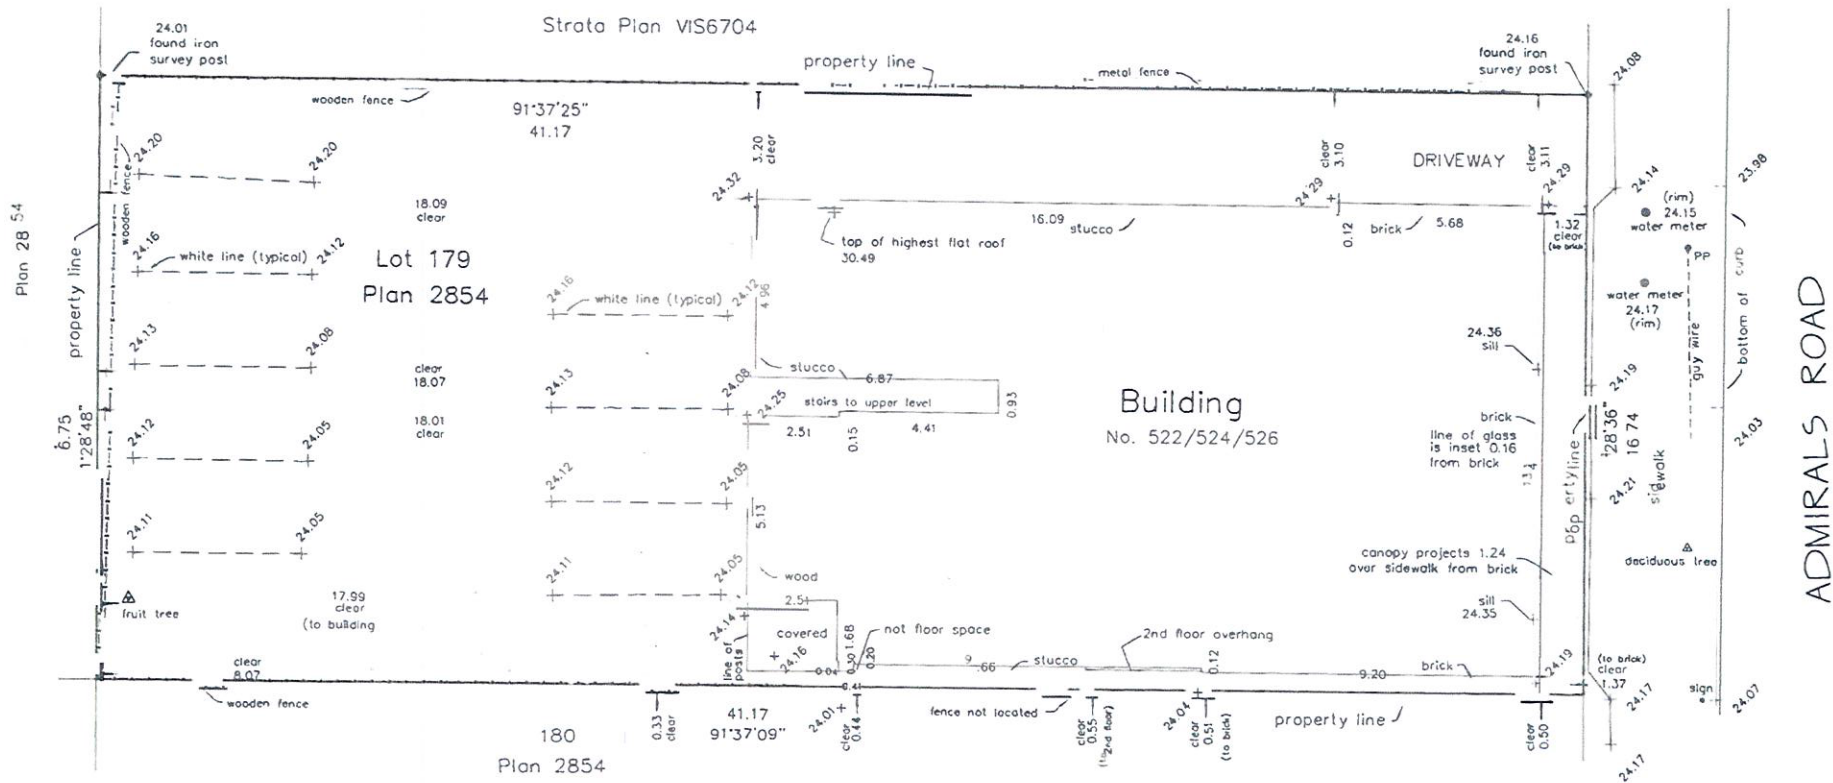 Strata Plan VIS6704
24.01
found iron
survey post
24.16
found iron
survey post
24.08
property line
metal fence
wooden fence
91°37'25"
41.17
3.20
clear
clear
3.10
DRIVEWAY
clear
3.11
24.20
24.20
wooden fence
24.32
24.29
24.29
24.14
23.98
(rim)
24.15
water meter
18.09
clear
16.09
stucco
0.12
brick
5.68
1.32
clear
(to brick)
top of highest flat roof
30.49
Plan 28 54
property line
24.16
white line (typical)
24.12
Lot 179
Plan 2854
24.16
white line (typical)
24.12
4.96
PP
water meter
24.17
(rim)
guy wire
bottom of curb
ADMIRALS ROAD
24.13
24.08
clear
18.07
24.36
sill
stucco
6.87
24.13
24.08
24.25
stairs to upper level
0.93
2.51
0.15
4.41
Building
No. 522/524/526
24.19
brick
line of glass
is inset 0.16
from brick
property line
28'36"
16 74
24.03
6.75
1°28'48"
24.12
24.05
18.01
clear
24.12
24.05
13 4
24.21
sidewalk
5.13
24.11
24.05
24.11
24.05
wood
canopy projects 1.24
over sidewalk from brick
deciduous tree
fruit tree
17.99
clear
(to building
2.5
24.14
covered
line of
posts
24.16
0.04
0.30
1.68
0.20
not floor space
2nd floor overhang
sill
24.35
9 .66
stucco
0.12
9.20
brick
24.19
(to brick)
clear
1.37
clear
8.07
wooden fence
0.41
0.33
clear
41.17
91°37'09"
24.01
clear
0.44
fence not located
clear
0.55
(to 2nd floor)
24.04
clear
0.51
(to brick)
property line
clear
0.50
24.17
sign
24.07
24.17
180
Plan 2854